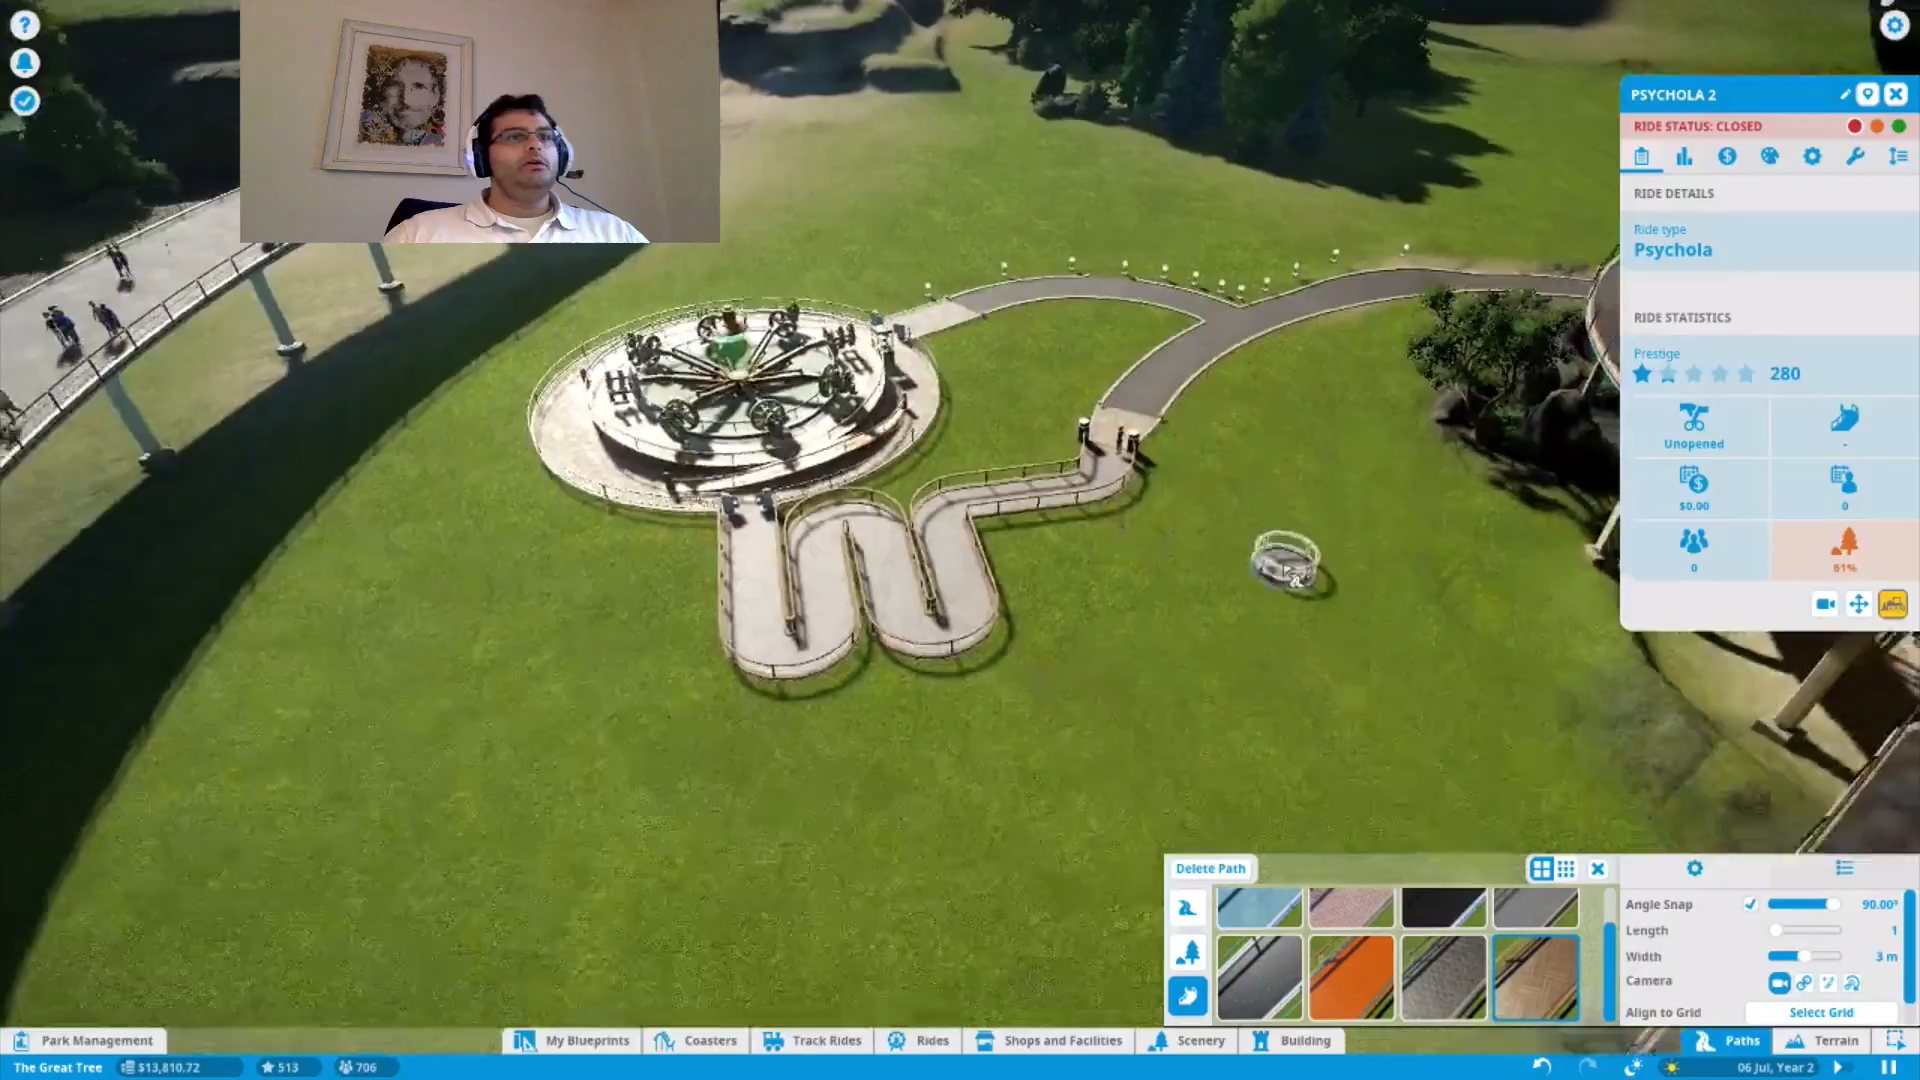 PSYCHOLA 2
RIDE STATUS: CLOSED
RIDE DETAILS
Ride type
Psychola
RIDE STATISTICS
Prestige
280
Unopened
-
$0.00
0
0
61%
Delete Path
Angle Snap
90.00°
Length
1
Width
3 m
Camera
Align to Grid
Select Grid
Park Management
My Blueprints
Coasters
Track Rides
Rides
Shops and Facilities
Scenery
Building
Paths
Terrain
The Great Tree
$13,810.72
513
706
06 Jul, Year 2